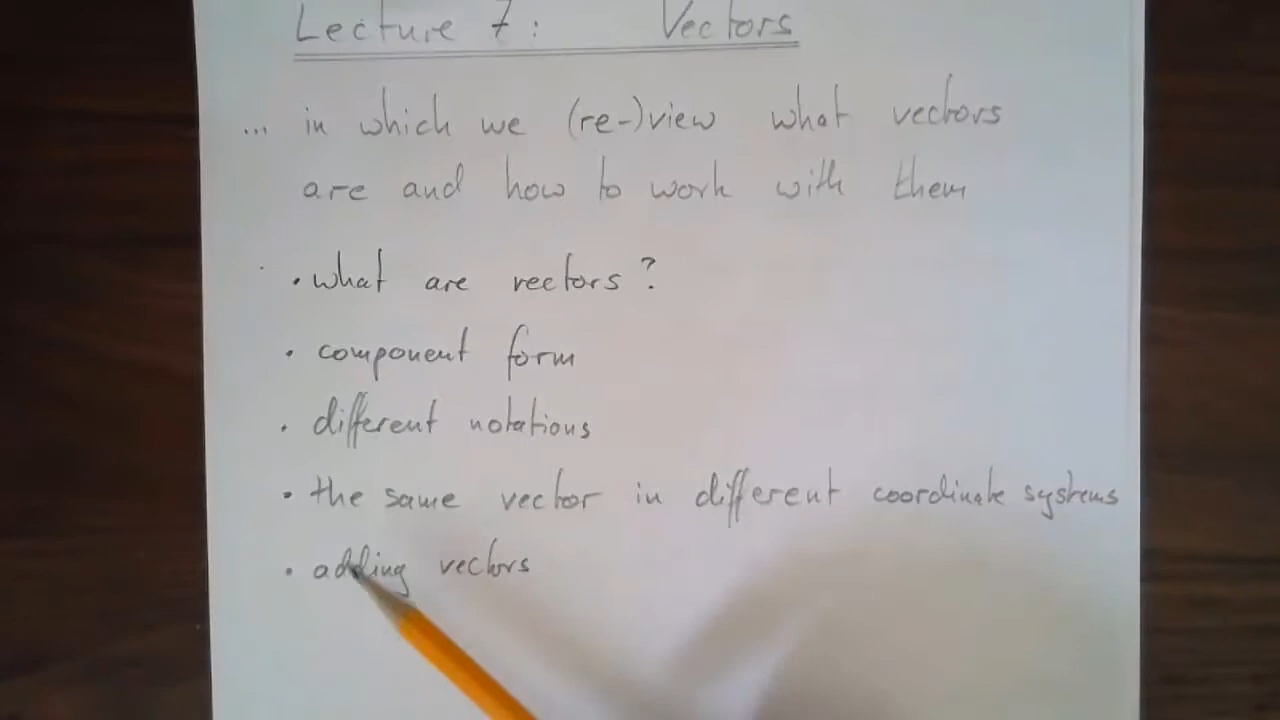 Lecture 7: Vectors
... in which we (re-)view what vectors
are and how to work with them
• what are vectors?
• component form
• different notations
• the same vector in different coordinate systems
• adding vectors